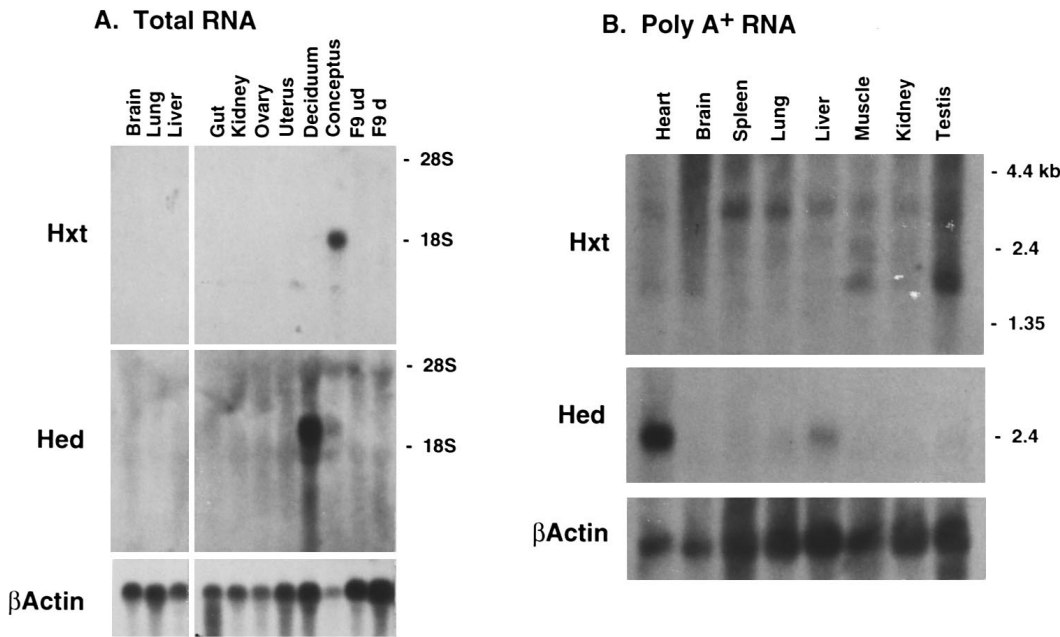 A. Total RNA
Brain
Lung
Liver
Gut
Kidney
Ovary
Uterus
Deciduum
Conceptus
F9 ud
F9 d
Hxt
- 28S
- 18S
Hed
- 28S
- 18S
βActin
B. Poly A+ RNA
Heart
Brain
Spleen
Lung
Liver
Muscle
Kidney
Testis
Hxt
- 4.4 kb
- 2.4
- 1.35
Hed
- 2.4
βActin